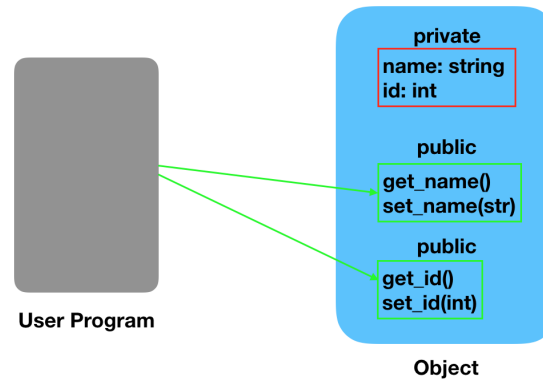 private
name: string
id: int
public
get_name()
set_name(str)
public
get_id()
set_id(int)
User Program
Object